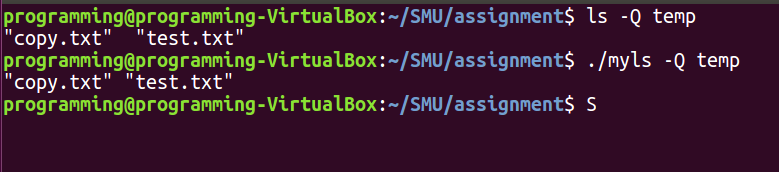 programming@programming-VirtualBox:~/SMU/assignment$ ls -Q temp
"copy.txt"  "test.txt"
programming@programming-VirtualBox:~/SMU/assignment$ ./myls -Q temp
"copy.txt" "test.txt"
programming@programming-VirtualBox:~/SMU/assignment$ S